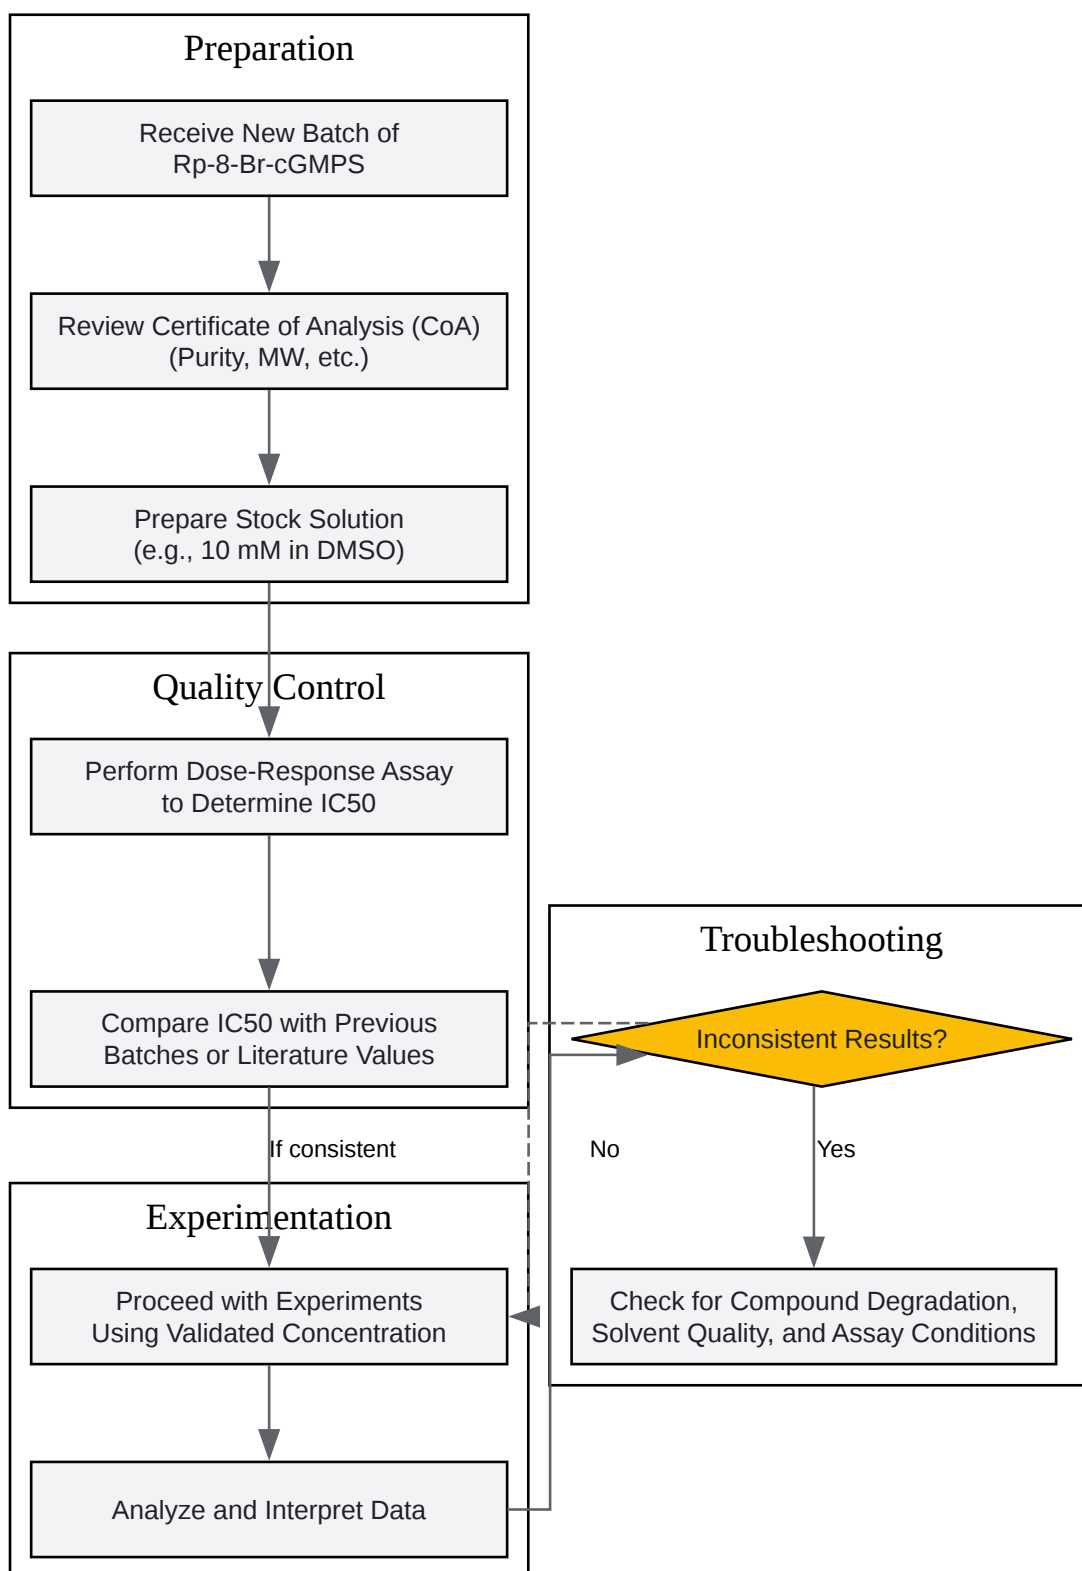 Preparation
Receive New Batch of
Rp-8-Br-cGMPS
Review Certificate of Analysis (CoA)
(Purity, MW, etc.)
Prepare Stock Solution
(e.g., 10 mM in DMSO)
Quality Control
Perform Dose-Response Assay
to Determine IC50
Compare IC50 with Previous
Batches or Literature Values
If consistent
Experimentation
Proceed with Experiments
Using Validated Concentration
Analyze and Interpret Data
Troubleshooting
Inconsistent Results?
No
Yes
Check for Compound Degradation,
Solvent Quality, and Assay Conditions